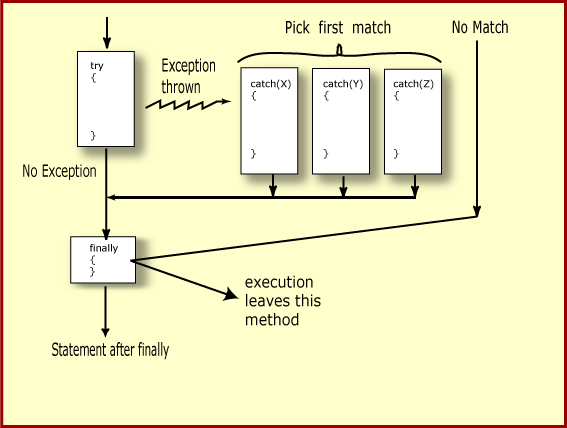 Pick first match
No Match
try
{
}
Exception
thrown
catch(X)
{
}
catch(Y)
{
}
catch(Z)
{
}
No Exception
finally
{
}
execution
leaves this
method
Statement after finally